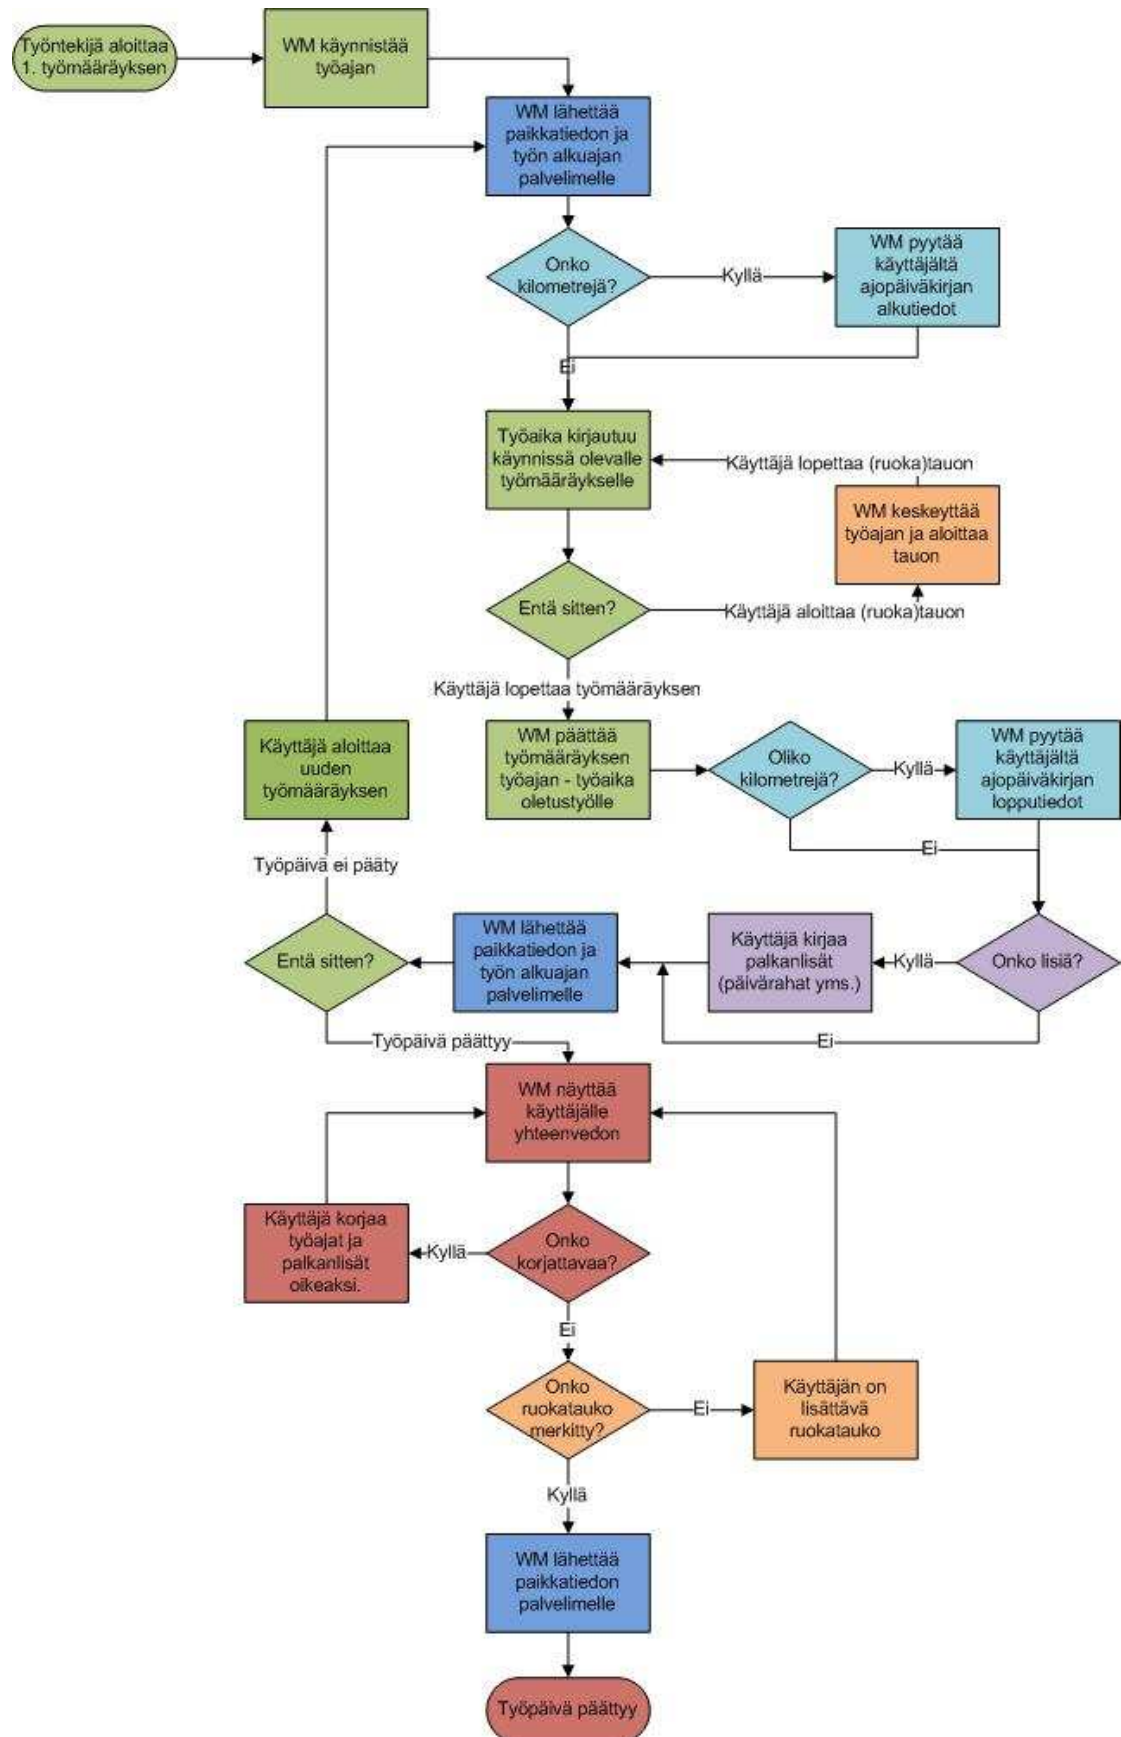 Työntekijä aloittaa
1. työmääräyksen
WM käynnistää
työajan
WM lähettää
paikkatiedon ja
työn alkuajan
palvelimelle
Onko
kilometrejä?
Kyllä
WM pyytää
käyttäjältä
ajopäiväkirjan
alkutiedot
Ei
Työaika kirjautuu
käynnissä olevalle
työmääräykselle
Käyttäjä lopettaa (ruoka)tauon
WM keskeyttää
työajan ja aloittaa
tauon
Entä sitten?
Käyttäjä aloittaa (ruoka)tauon
Käyttäjä lopettaa työmääräyksen
Käyttäjä aloittaa
uuden
työmääräyksen
WM päättää
työmääräyksen
työajan - työaika
oletustyölle
Oliko
kilometrejä?
Kyllä
WM pyytää
käyttäjältä
ajopäiväkirjan
lopputiedot
Ei
Työpäivä ei pääty
Entä sitten?
WM lähettää
paikkatiedon ja
työn alkuajan
palvelimelle
Käyttäjä kirjaa
palkanlisät
(päivärahat yms.)
Kyllä
Onko lisiä?
Ei
Työpäivä päättyy
WM näyttää
käyttäjälle
yhteenvedon
Käyttäjä korjaa
työajat ja
palkanlisät
oikeaksi.
Kyllä
Onko
korjattavaa?
Ei
Onko
ruokatauko
merkitty?
Ei
Käyttäjän on
lisättävä
ruokatauko
Kyllä
WM lähettää
paikkatiedon
palvelimelle
Työpäivä päättyy